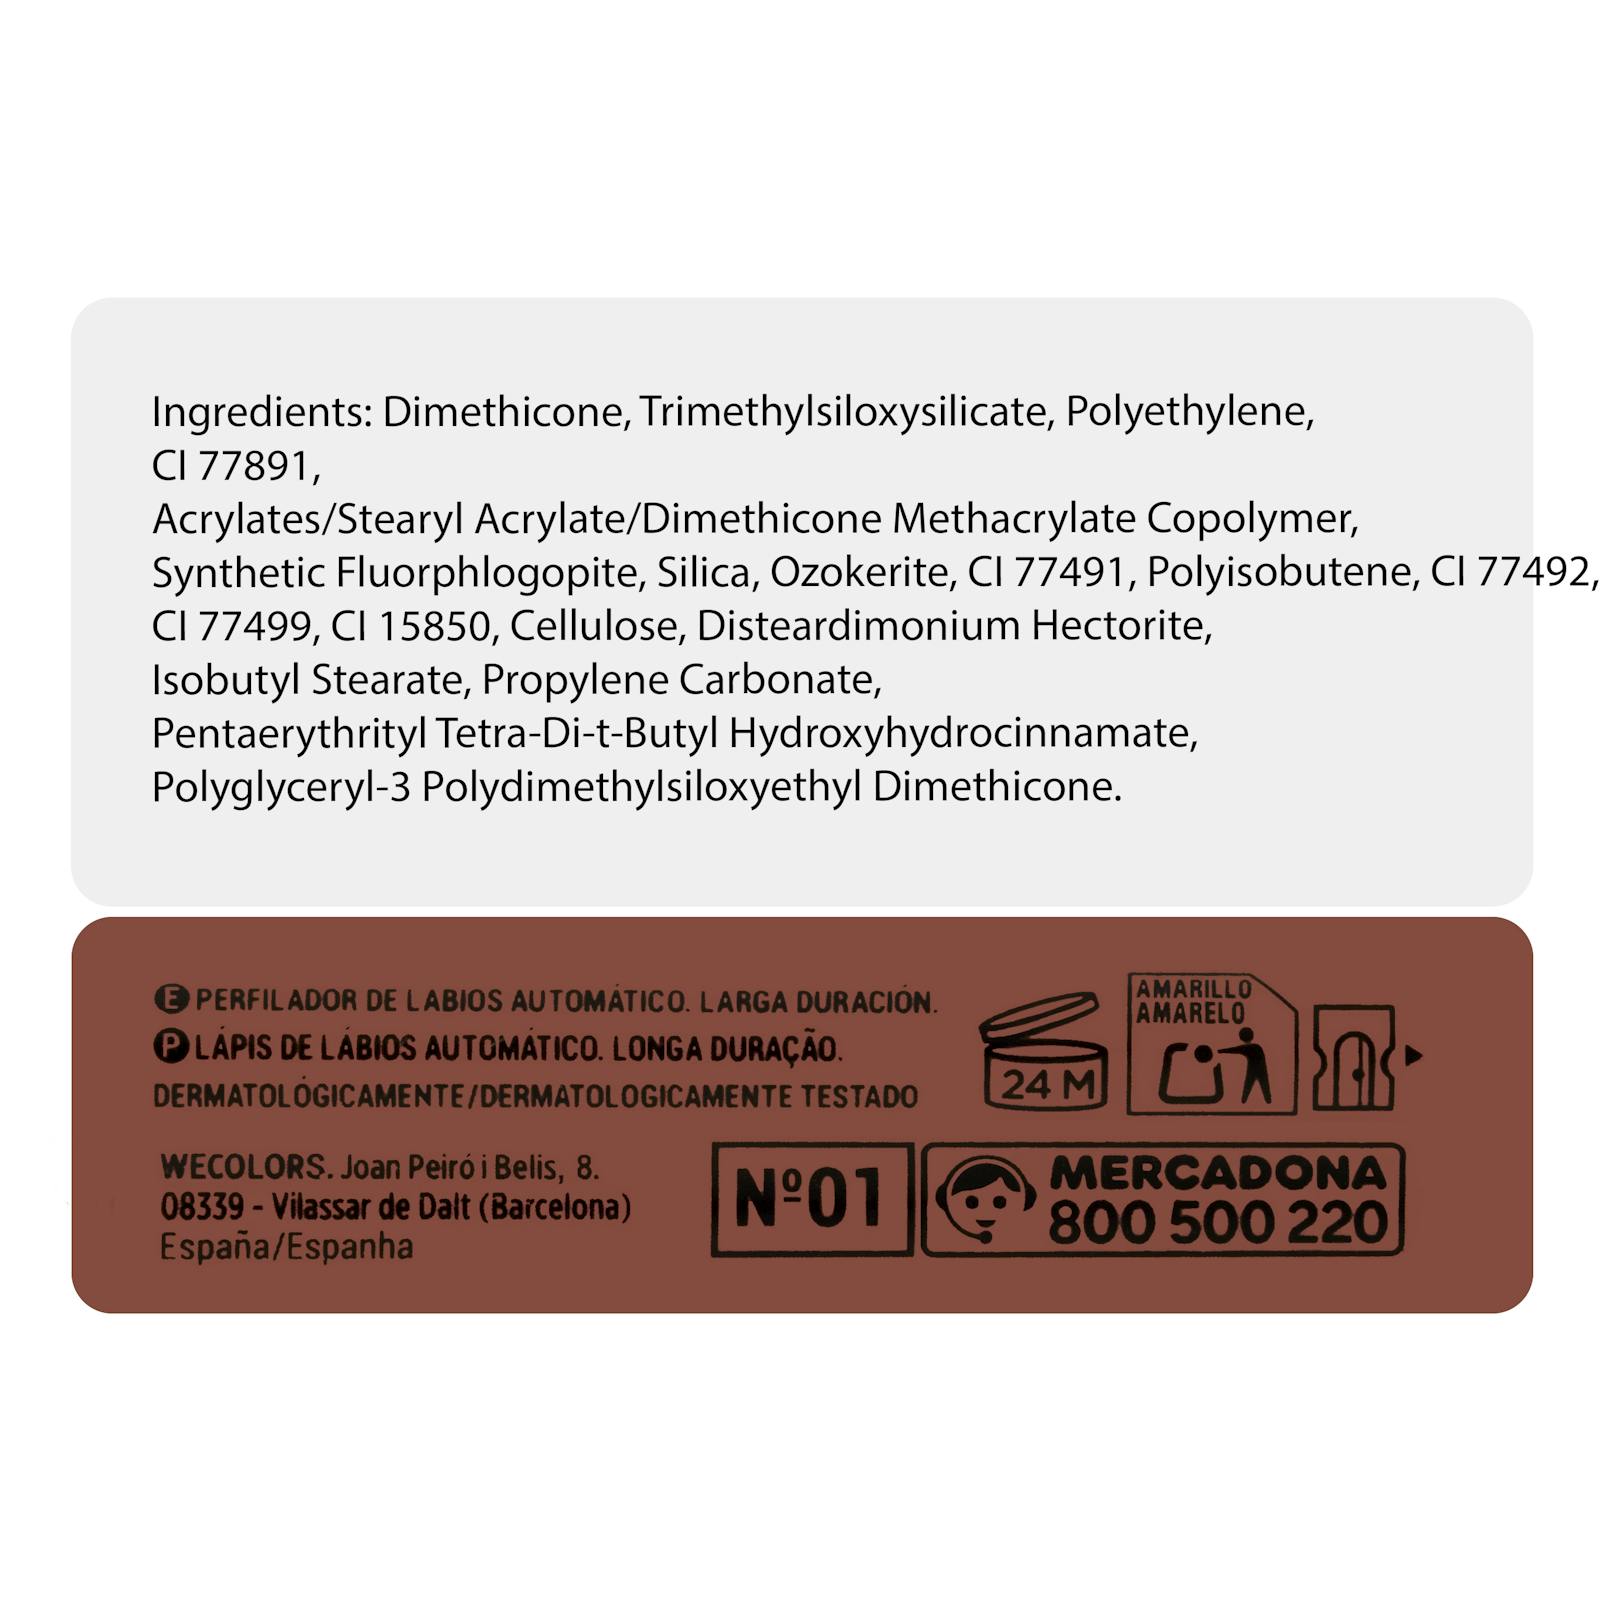 Ingredients: Dimethicone, Trimethylsiloxysilicate, Polyethylene,
CI 77891,
Acrylates/Stearyl Acrylate/Dimethicone Methacrylate Copolymer,
Synthetic Fluorphlogopite, Silica, Ozokerite, CI 77491, Polyisobutene, CI 77492,
CI 77499, CI 15850, Cellulose, Disteardimonium Hectorite,
Isobutyl Stearate, Propylene Carbonate,
Pentaerythrityl Tetra-Di-t-Butyl Hydroxyhydrocinnamate,
Polyglyceryl-3 Polydimethylsiloxyethyl Dimethicone.
E PERFILADOR DE LABIOS AUTOMÁTICO. LARGA DURACIÓN.
P LÁPIS DE LÁBIOS AUTOMÁTICO. LONGA DURAÇÃO.
DERMATOLÓGICAMENTE/DERMATOLOGICAMENTE TESTADO
24 M
AMARILLO
AMARELO
WECOLORS. Joan Peiró i Belis, 8.
08339 - Vilassar de Dalt (Barcelona)
España/Espanha
Nº01
MERCADONA
800 500 220